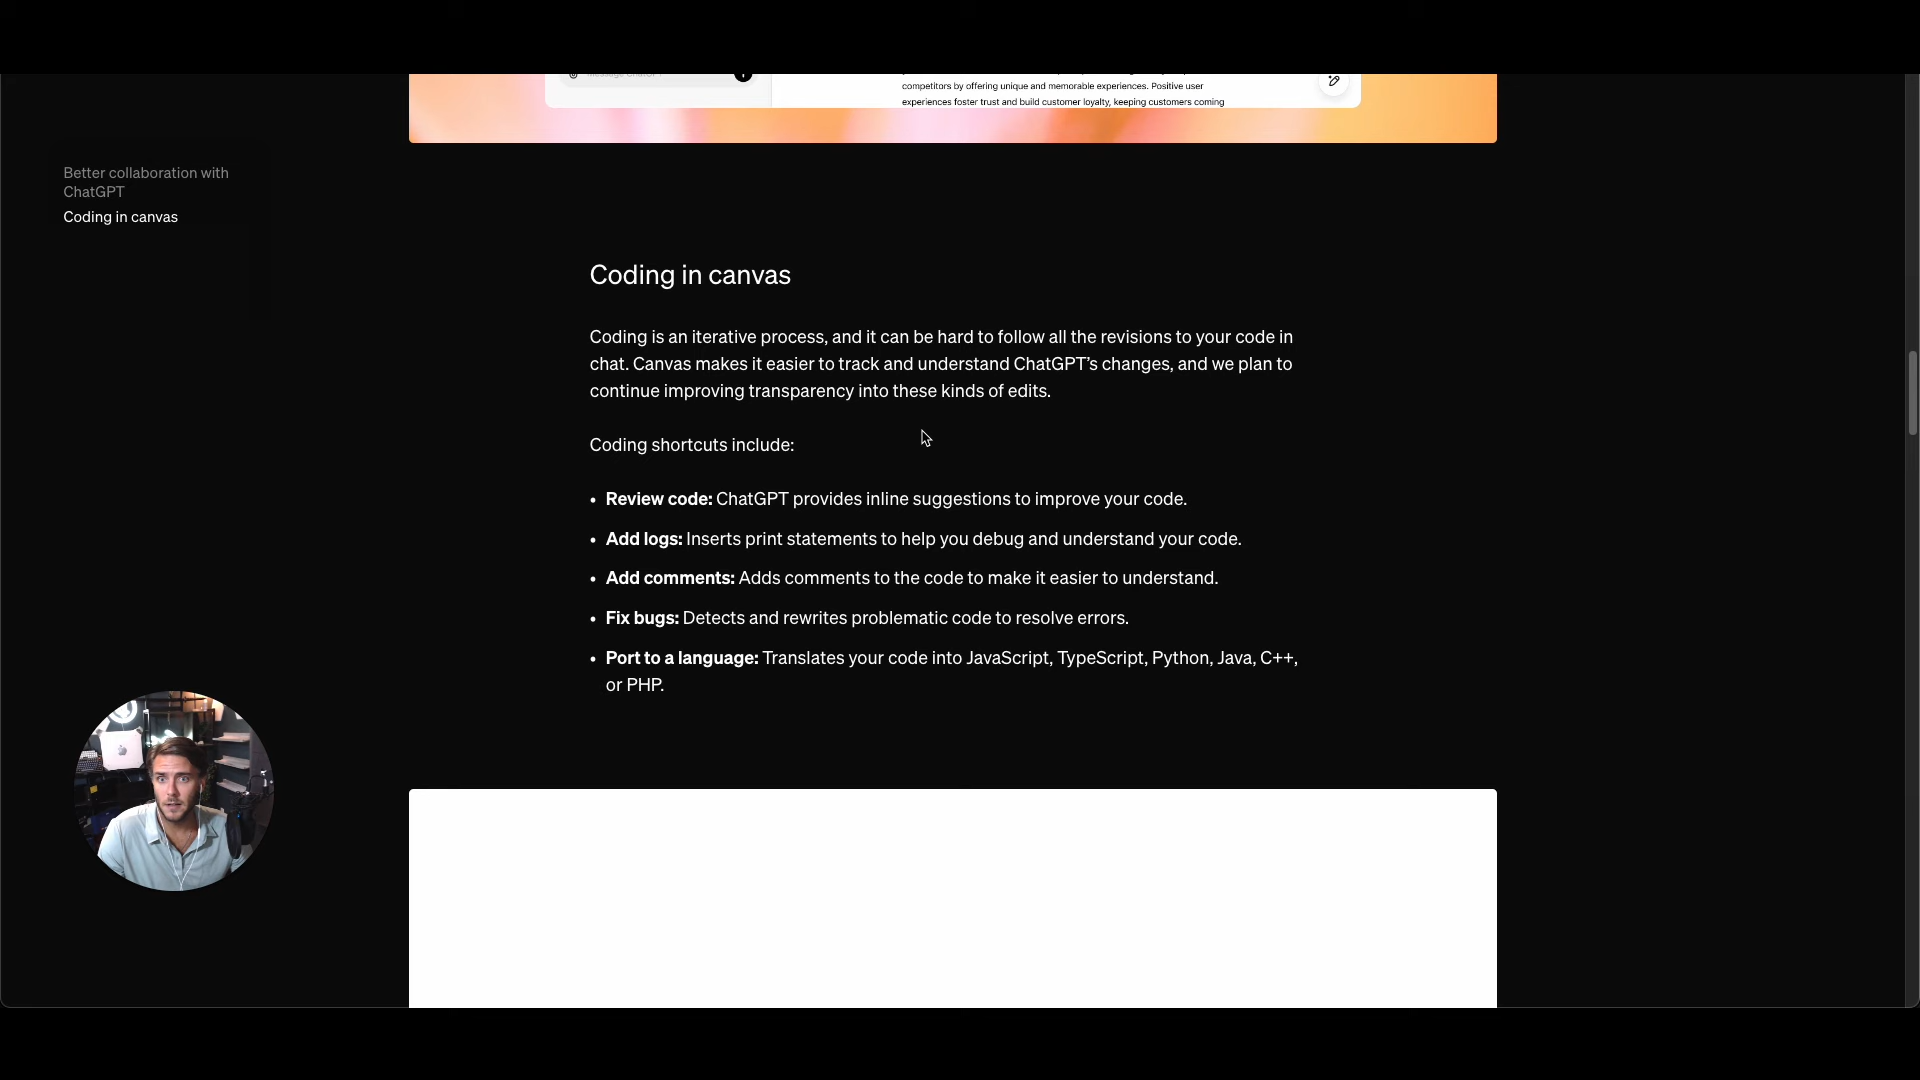 competitors by offering unique and memorable experiences. Positive user
experiences foster trust and build customer loyalty, keeping customers coming
Better collaboration with
ChatGPT
Coding in canvas
Coding in canvas
Coding is an iterative process, and it can be hard to follow all the revisions to your code in
chat. Canvas makes it easier to track and understand ChatGPT’s changes, and we plan to
continue improving transparency into these kinds of edits.
Coding shortcuts include:
• Review code: ChatGPT provides inline suggestions to improve your code.
• Add logs: Inserts print statements to help you debug and understand your code.
• Add comments: Adds comments to the code to make it easier to understand.
• Fix bugs: Detects and rewrites problematic code to resolve errors.
• Port to a language: Translates your code into JavaScript, TypeScript, Python, Java, C++,
or PHP.